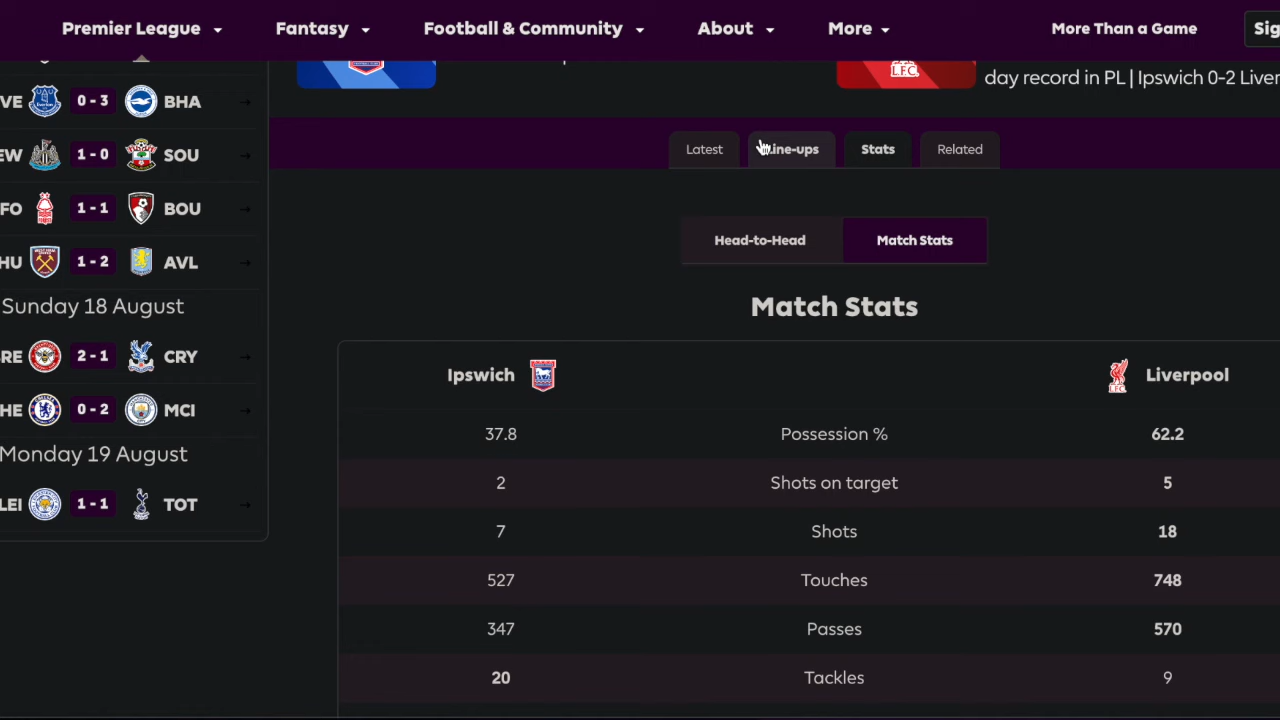 Premier League Fantasy Football & Community About More More Than a Game Sig
L.F.C. day record in PL | Ipswich 0-2 Liver
VE 0 - 3 BHA
EW 1 - 0 SOU
FO 1 - 1 BOU
HU 1 - 2 AVL
Sunday 18 August
RE 2 - 1 CRY
HE 0 - 2 MCI
Monday 19 August
LEI 1 - 1 TOT
Latest Line-ups Stats Related
Head-to-Head Match Stats
Match Stats
Ipswich L.F.C. Liverpool
37.8 Possession % 62.2
2 Shots on target 5
7 Shots 18
527 Touches 748
347 Passes 570
20 Tackles 9